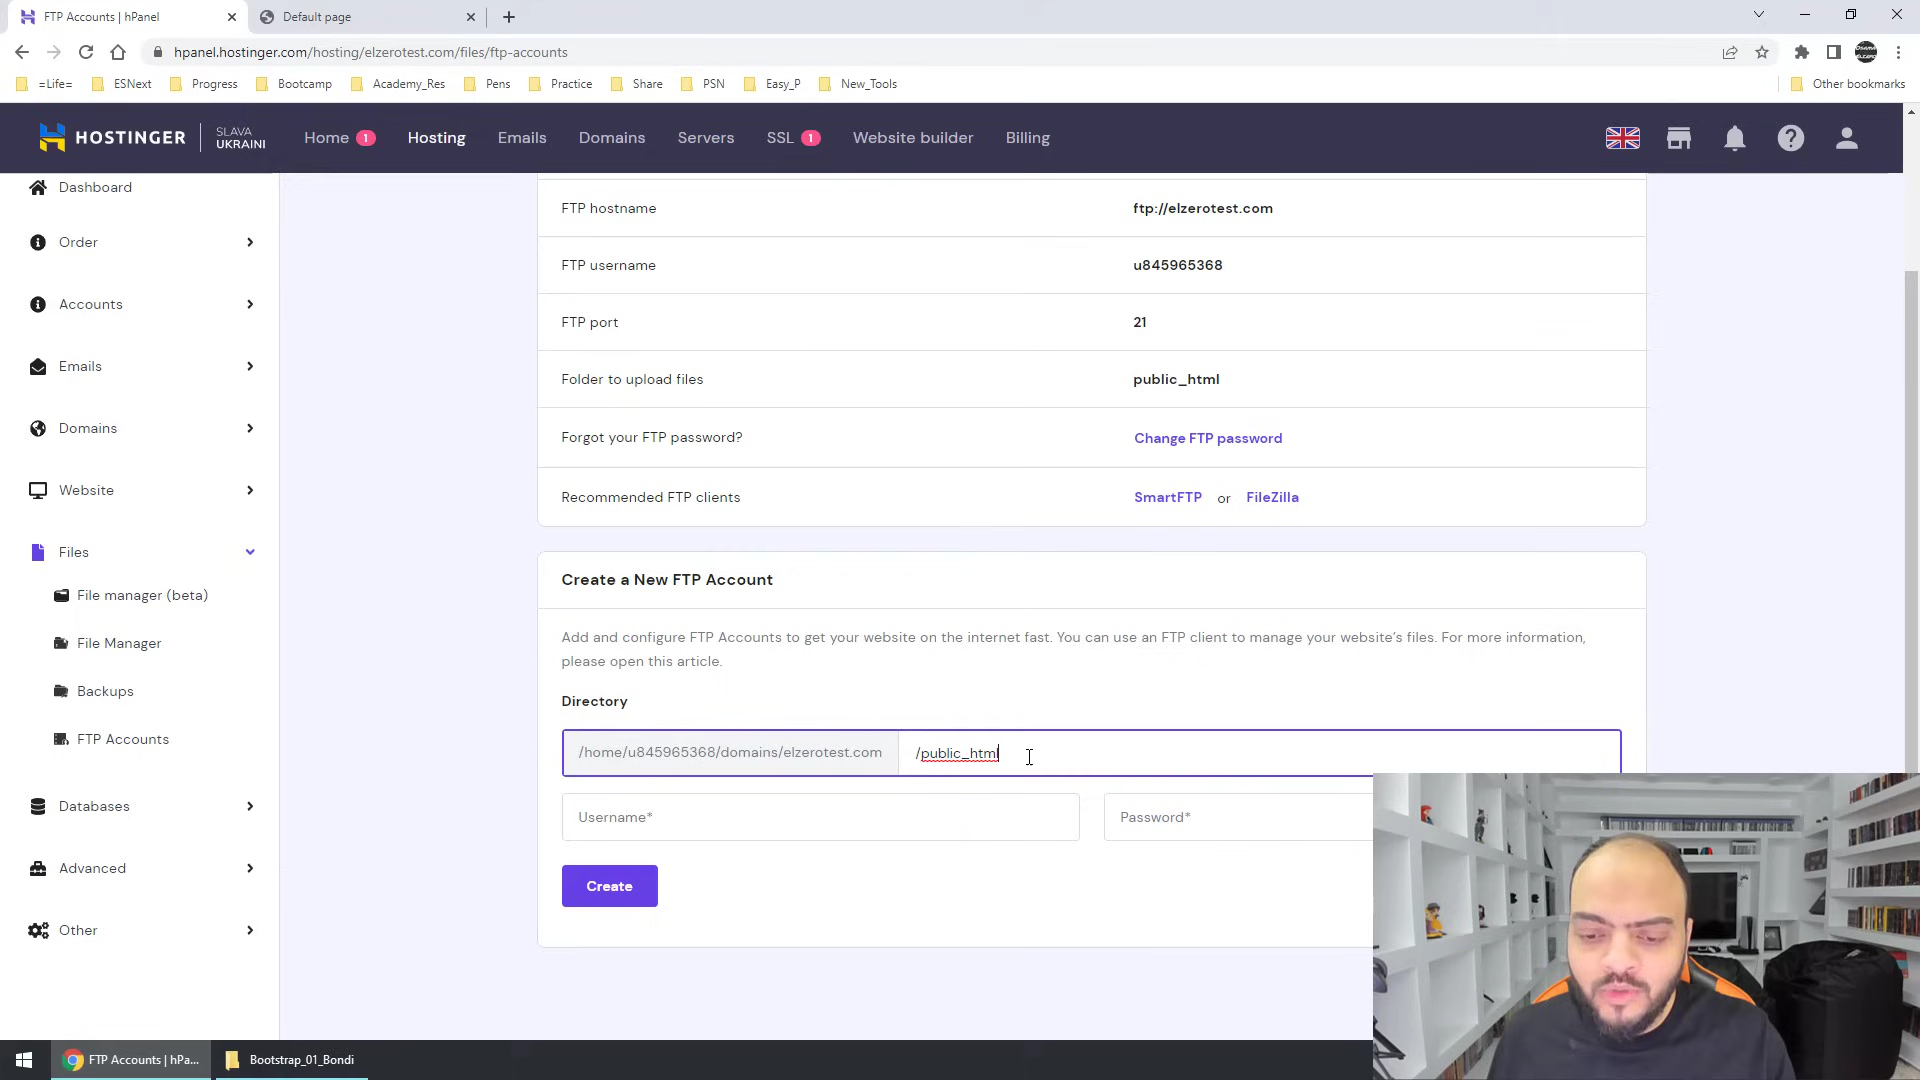 FTP Accounts | hPanel
Default page
hpanel.hostinger.com/hosting/elzerotest.com/files/ftp-accounts
=Life= ESNext Progress Bootcamp Academy_Res Pens Practice Share PSN Easy_P New_Tools Other bookmarks
HOSTINGER
SLAVA
UKRAINI
Home 1 Hosting Emails Domains Servers SSL 1 Website builder Billing
Dashboard
Order
Accounts
Emails
Domains
Website
Files
File manager (beta)
File Manager
Backups
FTP Accounts
Databases
Advanced
Other
FTP hostname ftp://elzerotest.com
FTP username u845965368
FTP port 21
Folder to upload files public_html
Forgot your FTP password? Change FTP password
Recommended FTP clients SmartFTP or FileZilla
Create a New FTP Account
Add and configure FTP Accounts to get your website on the internet fast. You can use an FTP client to manage your website's files. For more information,
please open this article.
Directory
/home/u845965368/domains/elzerotest.com /public_html
Username* Password*
Create
FTP Accounts | hPa...
Bootstrap_01_Bondi